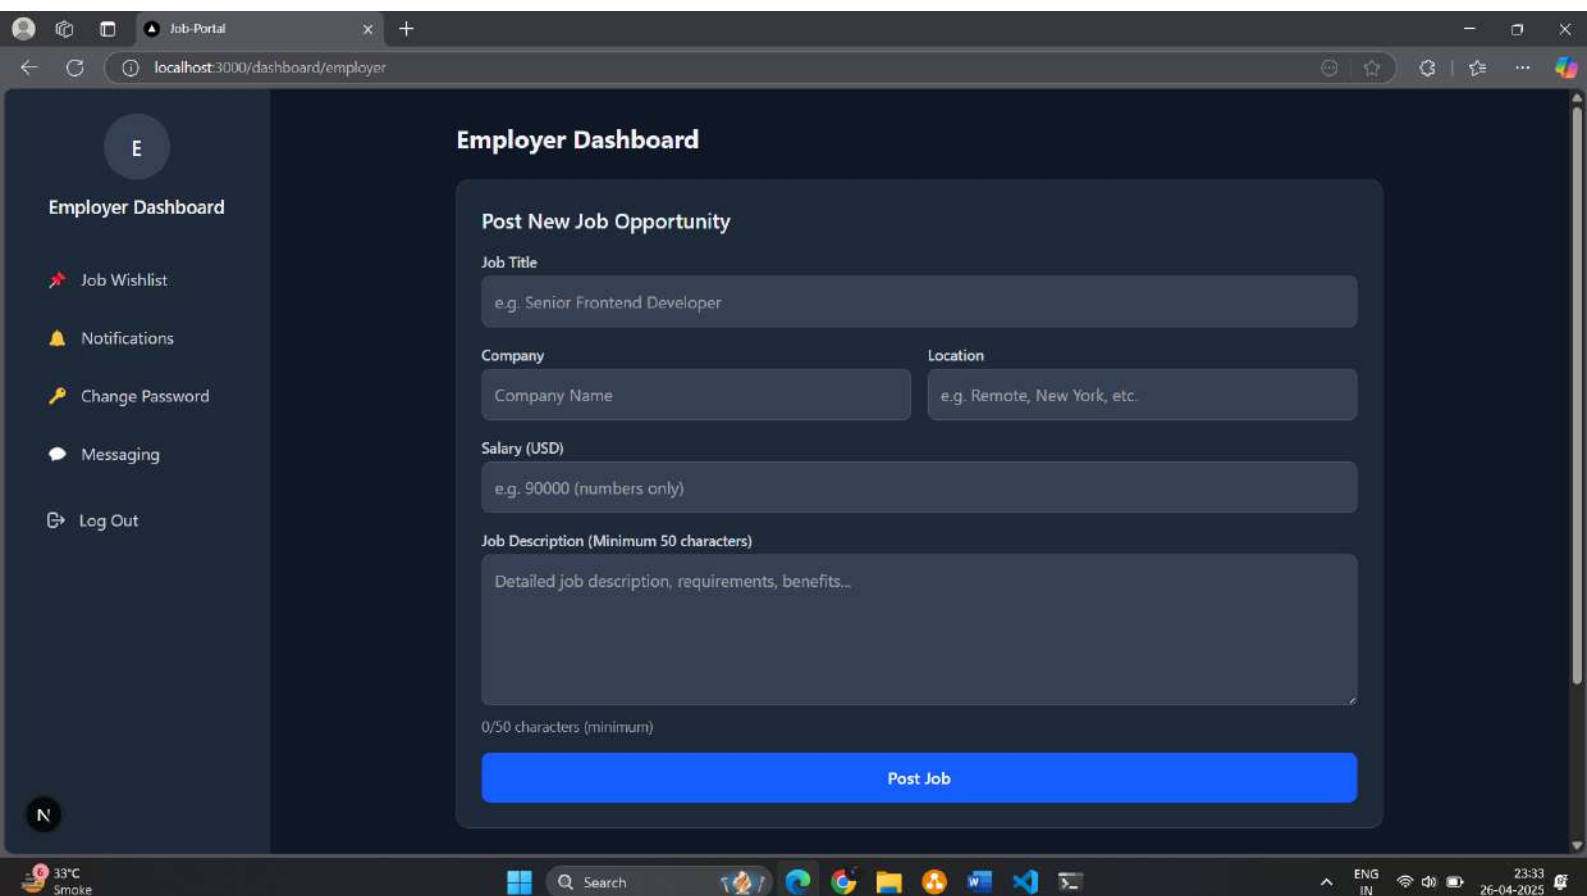 Job-Portal
localhost:3000/dashboard/employer
E
Employer Dashboard
Job Wishlist
Notifications
Change Password
Messaging
Log Out
N
Employer Dashboard
Post New Job Opportunity
Job Title
e.g. Senior Frontend Developer
Company
Location
Company Name
e.g. Remote, New York, etc.
Salary (USD)
e.g. 90000 (numbers only)
Job Description (Minimum 50 characters)
Detailed job description, requirements, benefits...
0/50 characters (minimum)
Post Job
6
33°C
Smoke
Search
ENG
IN
23:33
26-04-2025